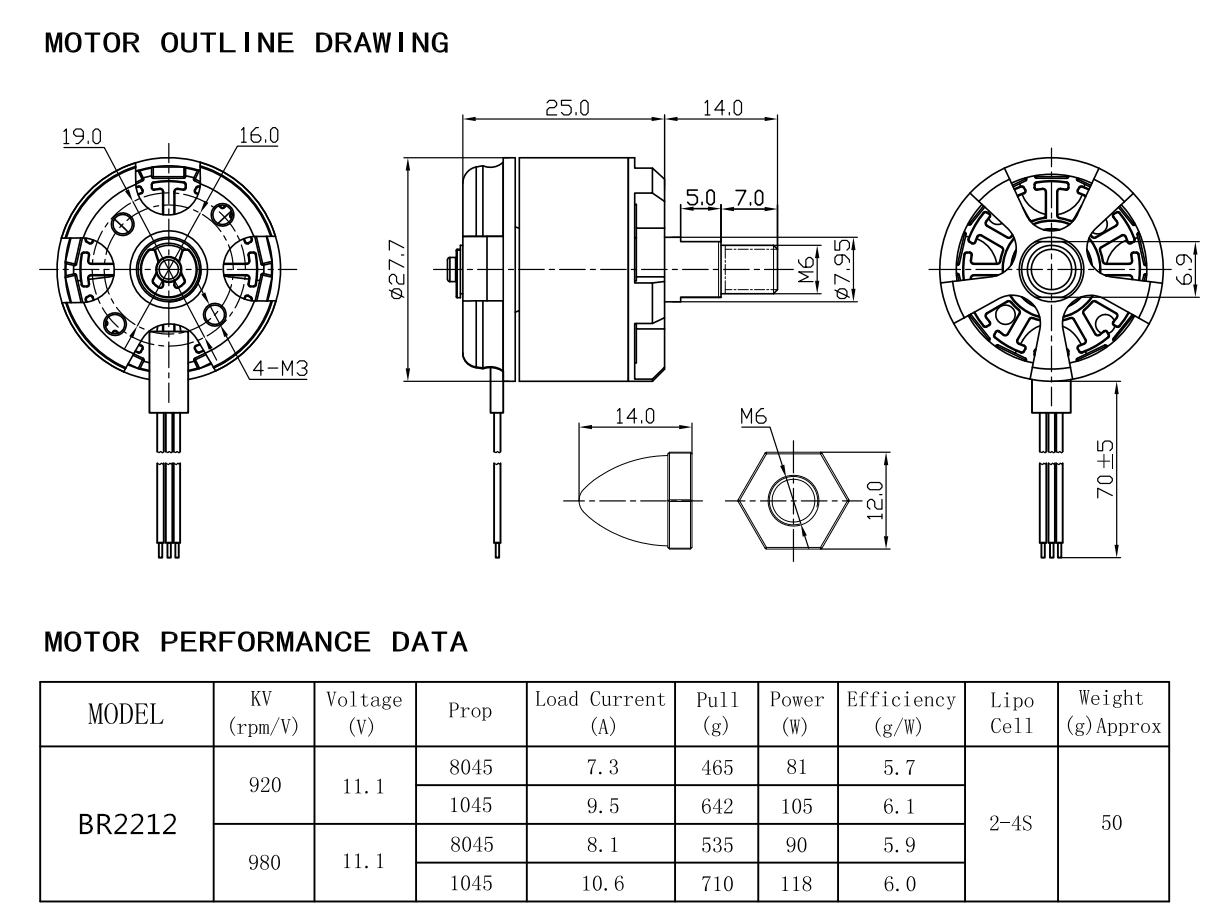 MOTOR OUTLINE DRAWING
25.0
14.0
19.0
16.0
5.0
7.0
ø27.7
M6
ø7.95
6.9
4-M3
14.0
M6
12.0
70±5
MOTOR PERFORMANCE DATA
MODEL
KV
(rpm/V)
Voltage
(V)
Prop
Load Current
(A)
Pull
(g)
Power
(W)
Efficiency
(g/W)
Lipo
Cell
Weight
(g)Approx
BR2212
920
11.1
8045
7.3
465
81
5.7
1045
9.5
642
105
6.1
2-4S
50
980
11.1
8045
8.1
535
90
5.9
1045
10.6
710
118
6.0